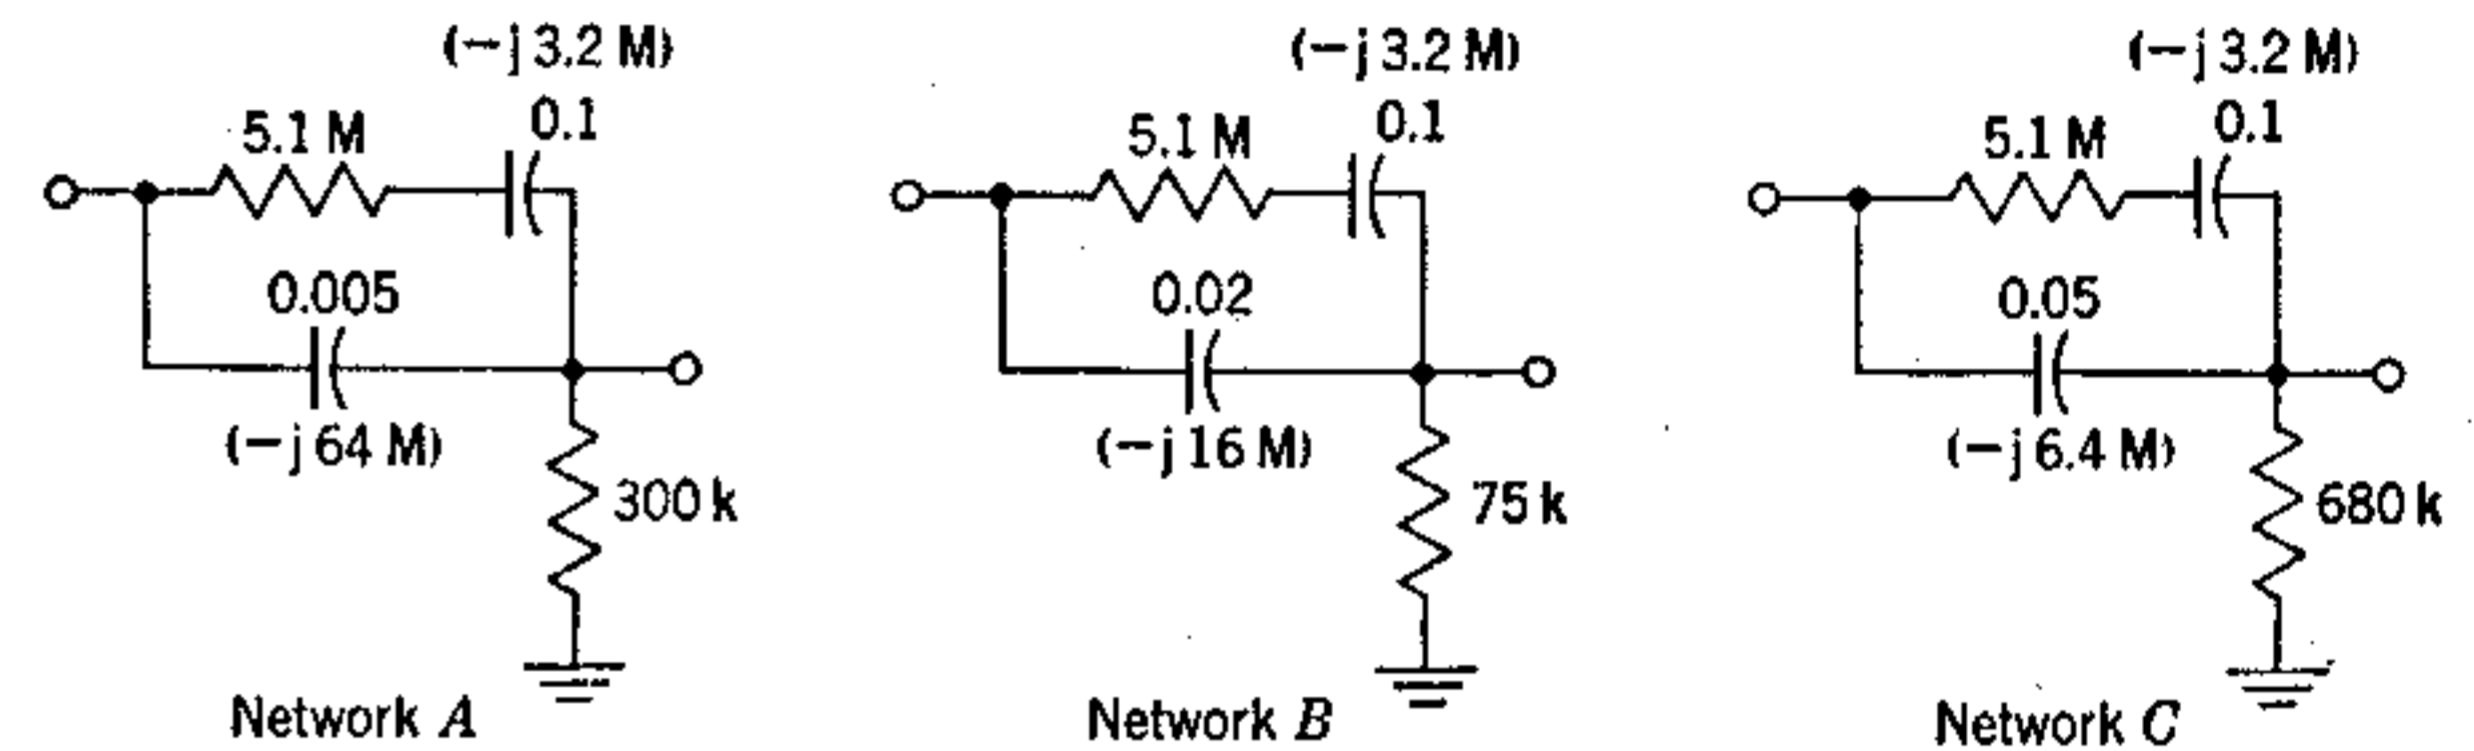 (−j 3.2 M)
5.1 M
0.1
0.005
(−j 64 M)
300 k
Network A
(−j 3.2 M)
5.1 M
0.1
0.02
(−j 16 M)
75 k
Network B
(−j 3.2 M)
5.1 M
0.1
0.05
(−j 6.4 M)
680 k
Network C